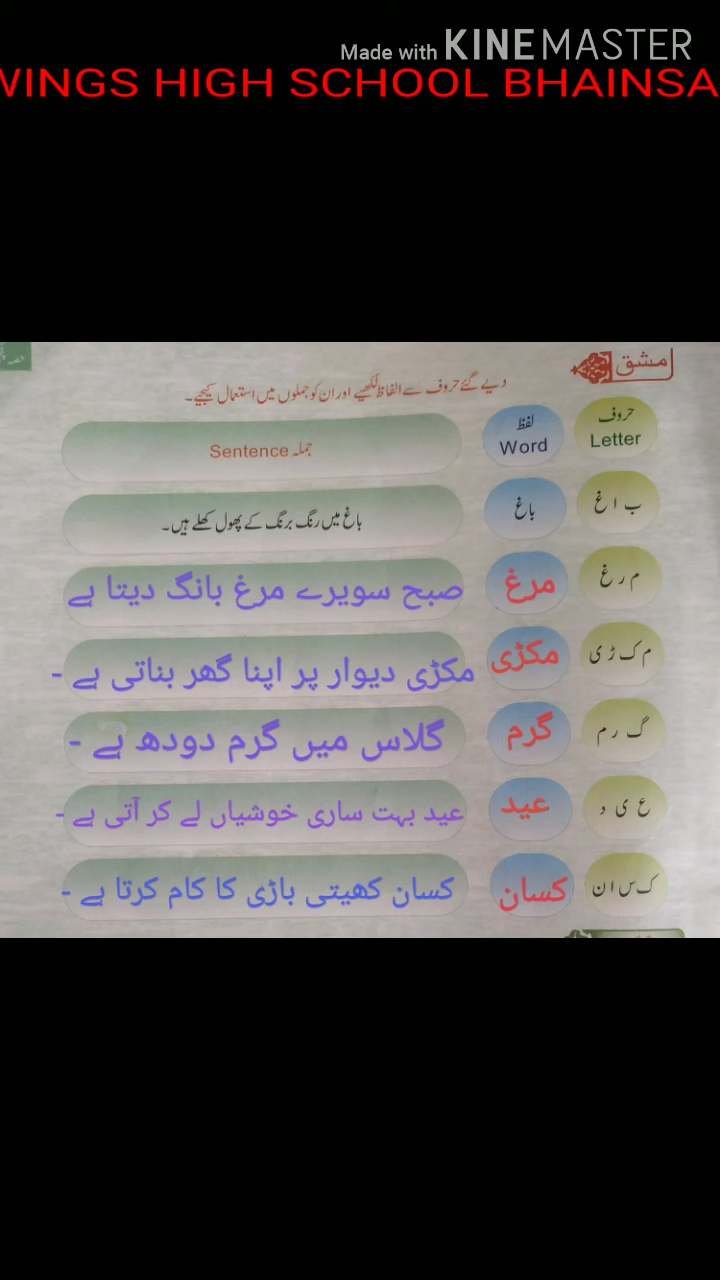 Made with KINEMASTER
WINGS HIGH SCHOOL BHAINSA
مشق
دیے گئے حروف سے الفاظ لکھیے اور ان کو جملوں میں استعمال کیجیے۔
حروف لفظ جملہ Sentence
Letter Word
ب ا غ باغ باغ میں رنگ برنگ کے پھول کھلے ہیں۔
م ر غ مرغ صبح سویرے مرغ بانگ دیتا ہے
م ک ڑ ی مکڑی مکڑی دیوار پر اپنا گھر بناتی ہے -
گ ر م گرم گلاس میں گرم دودھ ہے -
ع ی د عید عید بہت ساری خوشیاں لے کر آتی ہے -
ک س ا ن کسان کسان کھیتی باڑی کا کام کرتا ہے -